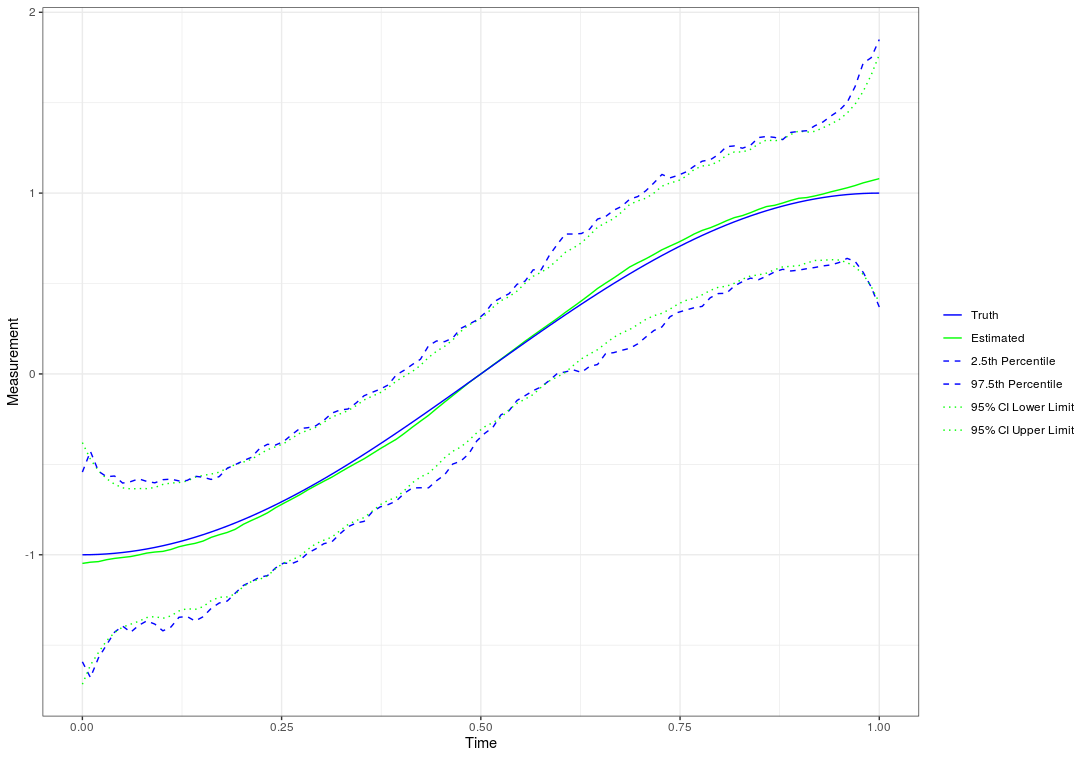 2
1
0
-1
Measurement
0.00
0.25
0.50
0.75
1.00
Time
Truth
Estimated
2.5th Percentile
97.5th Percentile
95% CI Lower Limit
95% CI Upper Limit